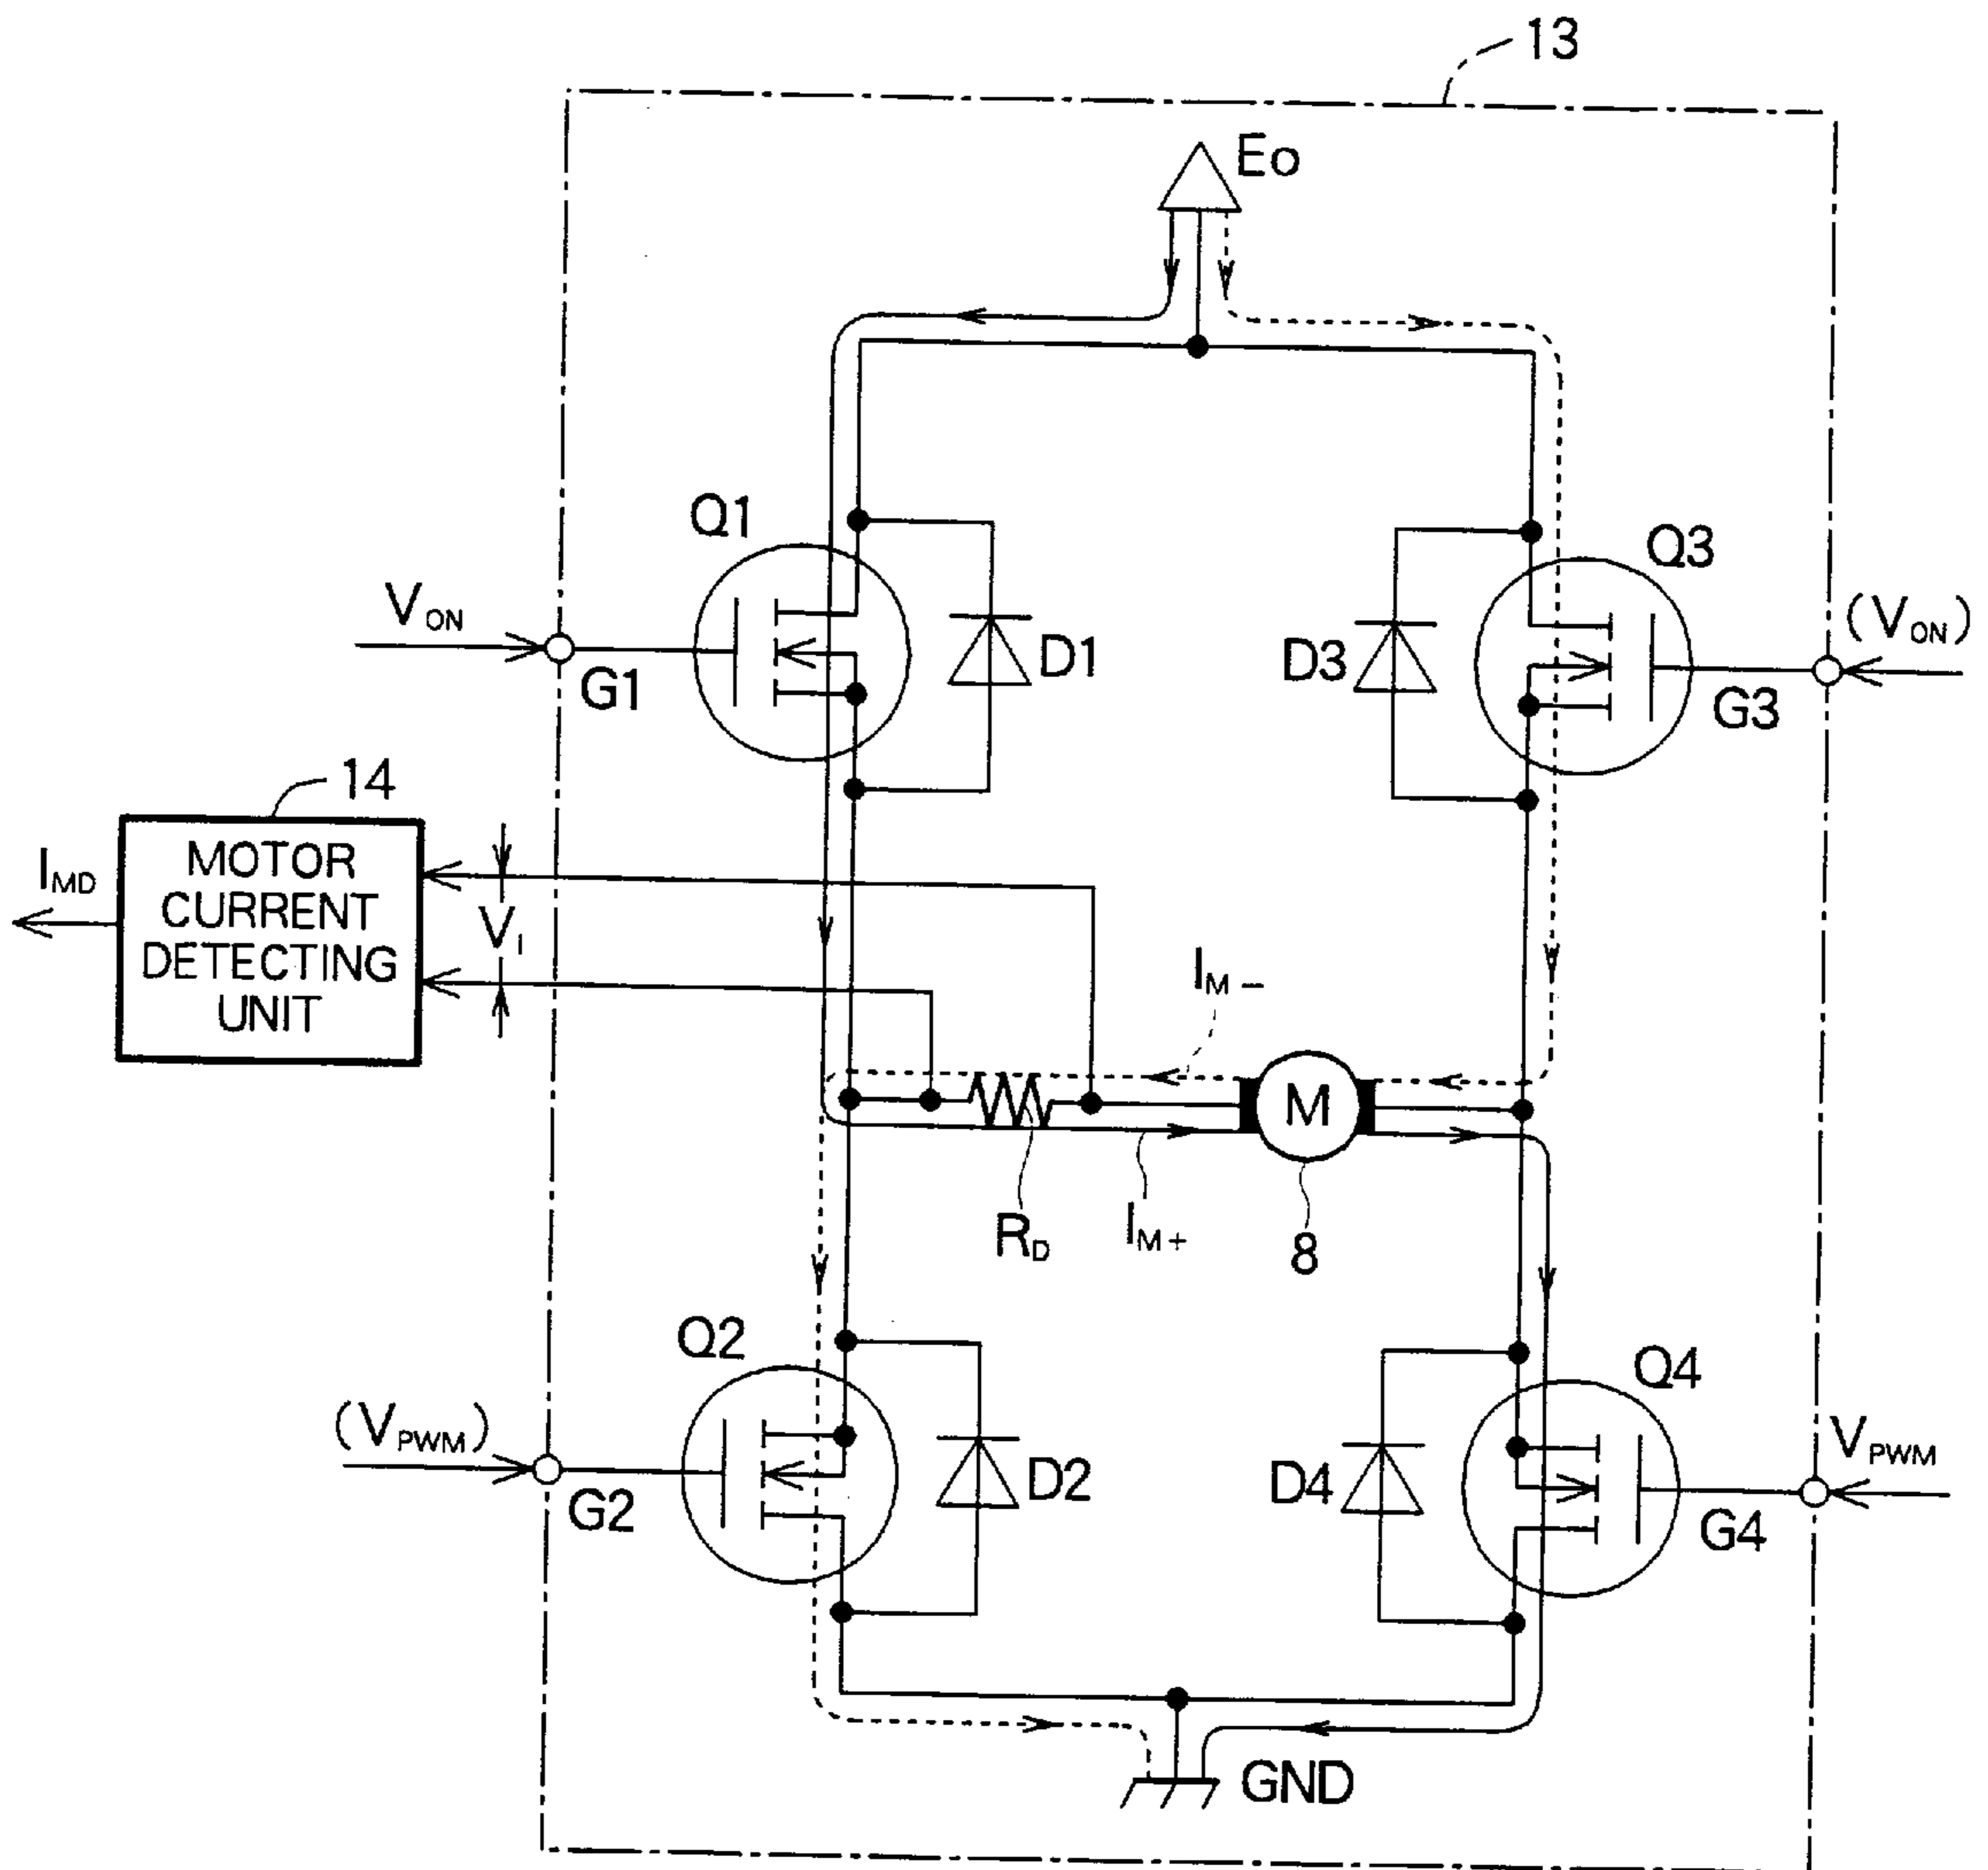 13
Eo
Q1
Q3
VON
(VON)
D1
D3
G1
G3
14
MOTOR
CURRENT
DETECTING
UNIT
IMD
VI
IM-
M
RD
IM+
8
Q2
Q4
(VPWM)
VPWM
D2
D4
G2
G4
GND